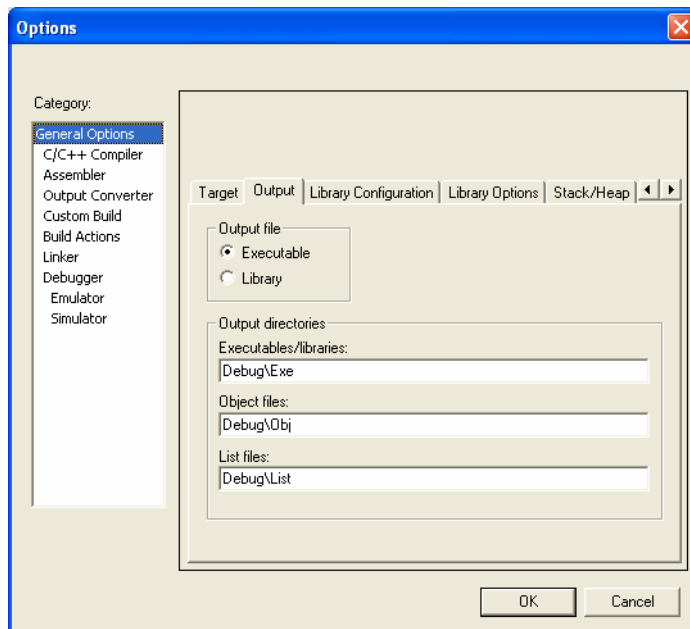 Options
Category:
General Options
C/C++ Compiler
Assembler
Output Converter
Custom Build
Build Actions
Linker
Debugger
Emulator
Simulator
Target Output Library Configuration Library Options Stack/Heap
Output file
Executable
Library
Output directories
Executables/libraries:
Debug\Exe
Object files:
Debug\Obj
List files:
Debug\List
OK Cancel